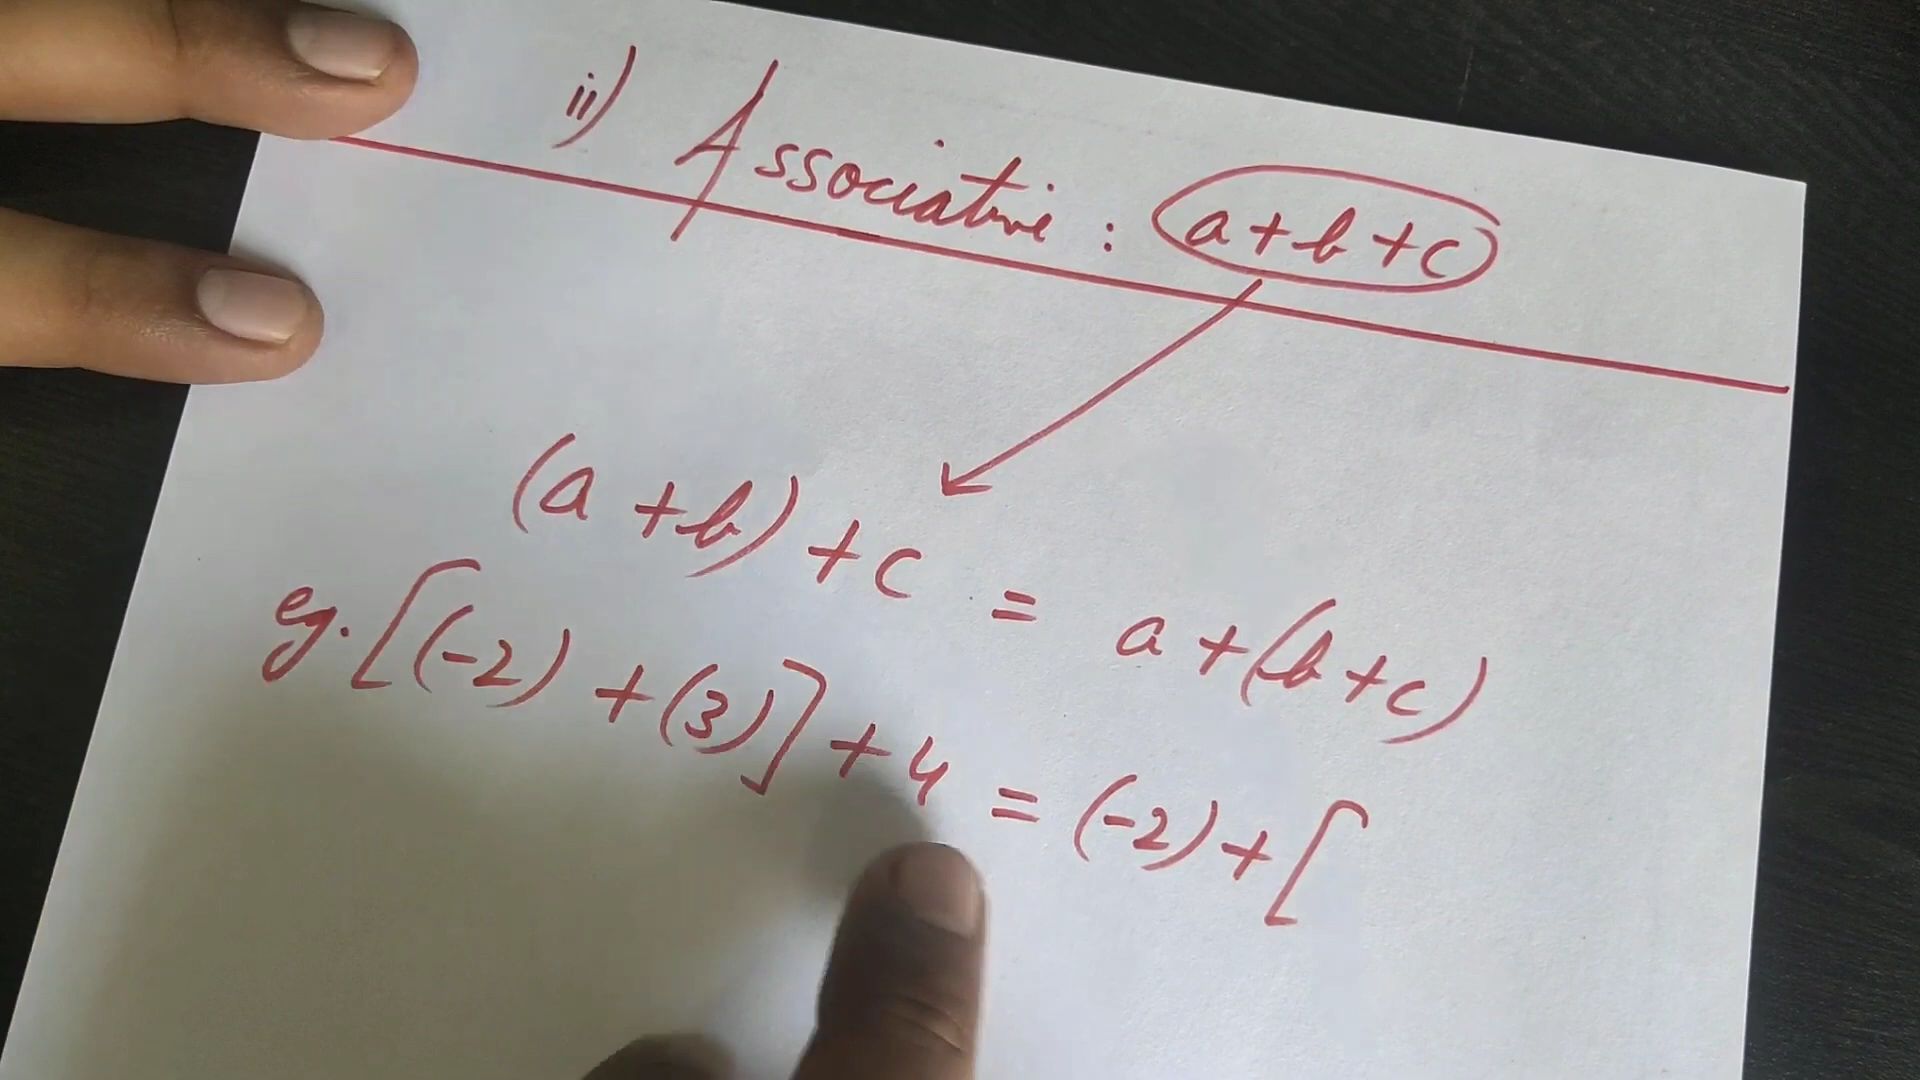 ii) Associative : a+b+c
(a+b)+c = a+(b+c)
eg. [(-2)+(3)]+4 = (-2)+[